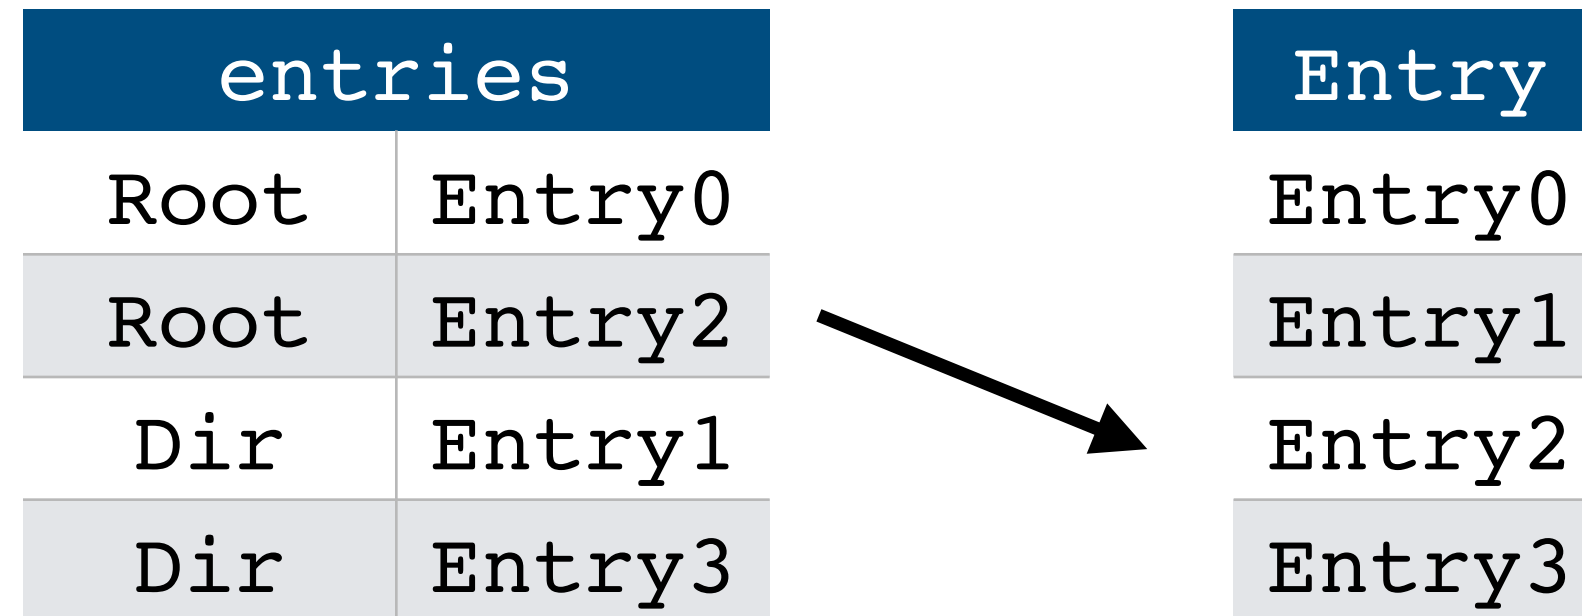 entries
Root Entry0
Root Entry2
Dir Entry1
Dir Entry3
Entry
Entry0
Entry1
Entry2
Entry3